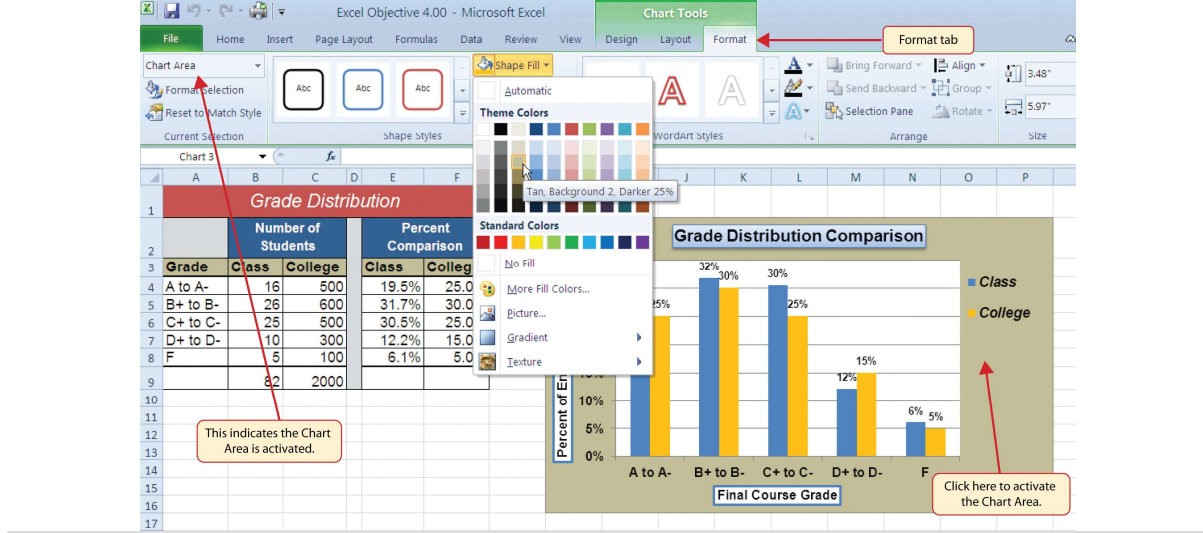 Excel Objective 4.00 - Microsoft Excel
Chart Tools
File Home Insert Page Layout Formulas Data Review View Design Layout Format
Format tab
Chart Area
Format Selection
Reset to Match Style
Current Selection
Abc Abc Abc
Shape Styles
Shape Fill
Automatic
Theme Colors
Tan, Background 2, Darker 25%
Standard Colors
No Fill
More Fill Colors...
Picture...
Gradient
Texture
A A
A
A
WordArt Styles
Bring Forward
Send Backward
Selection Pane
Align
Group
Rotate
Arrange
3.48"
5.97"
Size
Chart 3
fx
A B C D E F J K L M N O P
1 Grade Distribution
2 Number of Students Percent Comparison
3 Grade Class College Class Colleg
4 A to A- 16 500 19.5% 25.0
5 B+ to B- 26 600 31.7% 30.0
6 C+ to C- 25 500 30.5% 25.0
7 D+ to D- 10 300 12.2% 15.0
8 F 5 100 6.1% 5.0
9 82 2000
10
11
12
13
14
15
16
17
This indicates the Chart
Area is activated.
Grade Distribution Comparison
32%
30%
30%
25%
25%
15%
12%
6%
5%
Class
College
10%
5%
0%
Percent of En
A to A- B+ to B- C+ to C- D+ to D- F
Final Course Grade
Click here to activate
the Chart Area.